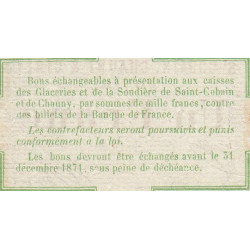 Bons échangeables à présentation aux caisses
des Glaceries et de la Soudière de Saint-Gobain
et de Chauny, par sommes de mille francs, contre
des billets de la Banque de France.
Les contrefacteurs seront poursuivis et punis
conformément a la loi.
Les bons devront être échangés avant le 31
décembre 1871, sous peine de déchéance.